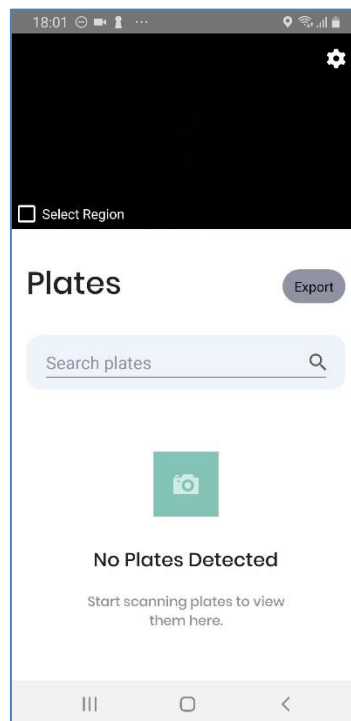 18:01
Select Region
Plates
Export
Search plates
No Plates Detected
Start scanning plates to view
them here.